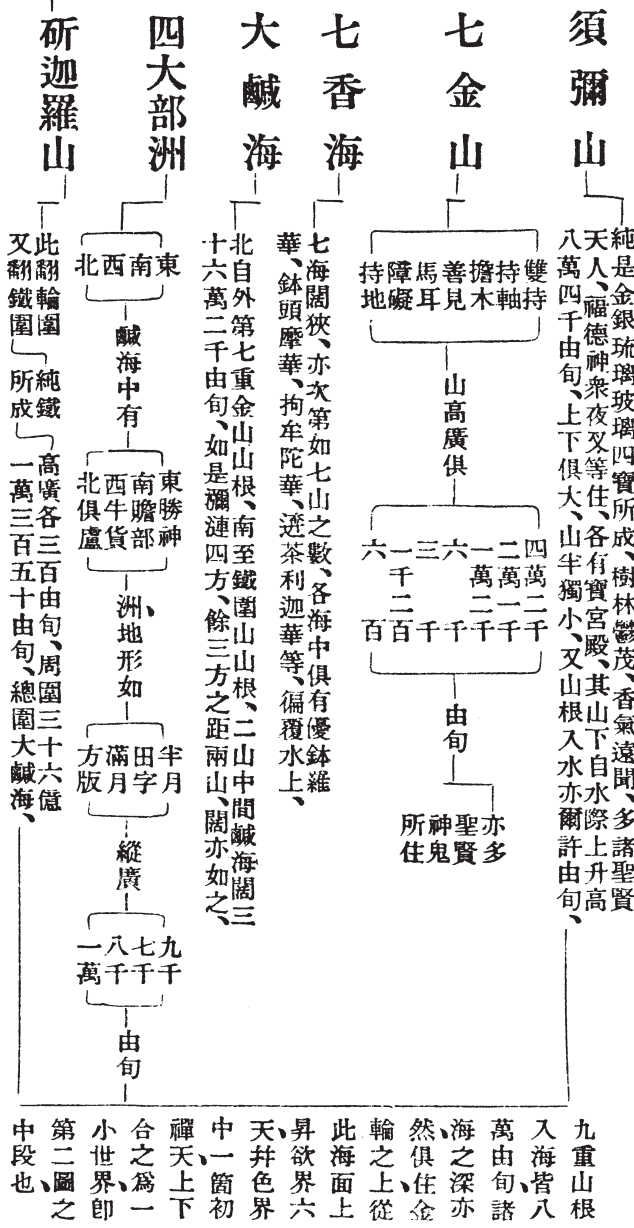 須彌山
純是金銀琉璃玻璃四寶所成、樹林鬱茂、香氣遠聞、多諸聖賢
天人、福德神衆夜叉等住、各有寶宮殿、其山下自水際上升高
八萬四千由旬、上下俱大、山半獨小、又山根入水亦爾許由旬、
七金山
雙持
持軸
擔木
善見
馬耳
障礙
持地
山高廣俱
四萬二千
二萬一千
一萬二千
六千
三千
一千二百
六百
由旬
亦多
聖賢
神鬼
所住
七香海
七海闊狹、亦次第如七山之數、各海中俱有優鉢羅
華、鉢頭摩華、拘牟陀華、迸茶利迦華等、徧覆水上、
大鹹海
北自外第七重金山山根、南至鐵圍山山根、二山中間鹹海闊三
十六萬二千由旬、如是瀰漣四方、餘三方之距兩山、闊亦如之、
四大部洲
東
南
西
北
鹹海中有
東勝神
南贍部
西牛貨
北俱盧
洲、地形如
半月
田字
滿月
方版
縱廣
九千
七千
八千
一萬
由旬
斫迦羅山
此翻輪圍
又翻鐵圍
純鐵
所成
高廣各三百由旬、周圍三十六億
一萬三百五十由旬、總圍大鹹海、
九重山根
入海皆八
萬由旬諸
海之深亦
然、俱住金
輪之上、從
此海面上
昇欲界六
天、幷色界
中一箇初
禪天、上下
合之、爲一
小世界、卽
第二圖之
中段也、